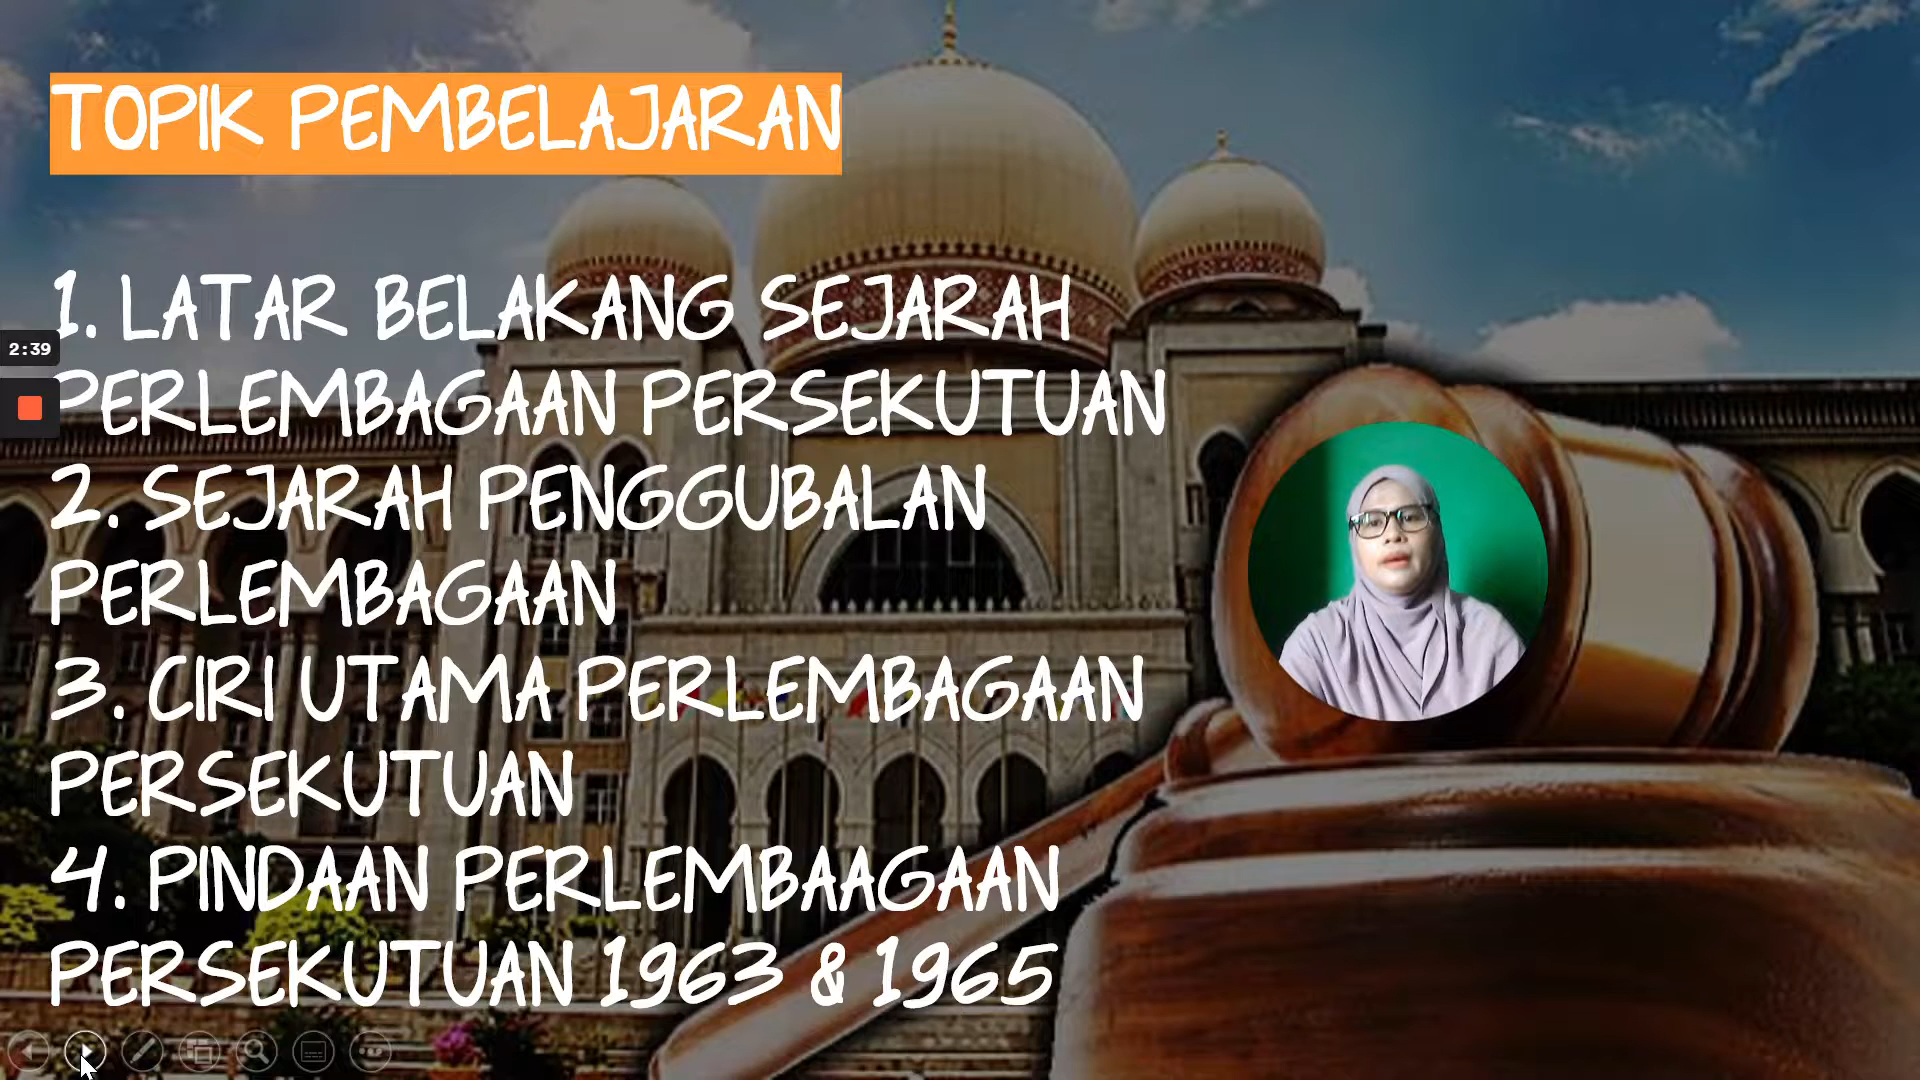 TOPIK PEMBELAJARAN
1. LATAR BELAKANG SEJARAH
PERLEMBAGAAN PERSEKUTUAN
2:39
2. SEJARAH PENGGUBALAN
PERLEMBAGAAN
3. CIRI UTAMA PERLEMBAGAAN
PERSEKUTUAN
4. PINDAAN PERLEMBAAGAAN
PERSEKUTUAN 1963 & 1965